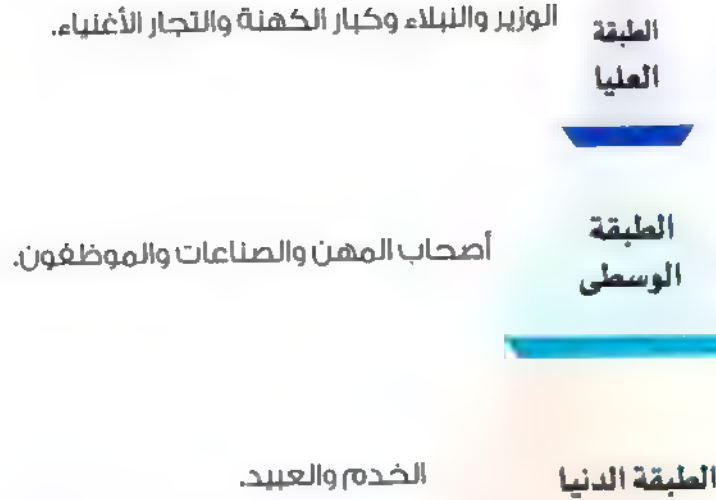 الطبقة
العليا
الوزير والنبلاء وكبار الكهنة والتجار الأغنياء.
الطبقة
الوسطى
أصحاب المهن والصناعات والموظفون.
الطبقة الدنيا
الخدم والعبيد.